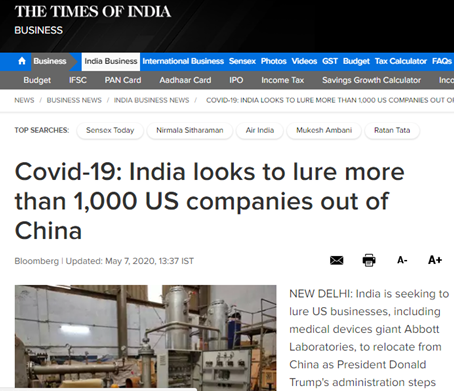 THE TIMES OF INDIA
BUSINESS
Business India Business International Business Sensex Photos Videos GST Budget Tax Calculator FAQs
Budget IFSC PAN Card Aadhaar Card IPO Income Tax Savings Growth Calculator
NEWS / BUSINESS NEWS / INDIA BUSINESS NEWS / COVID-19: INDIA LOOKS TO LURE MORE THAN 1,000 US COMPANIES OUT OF
TOP SEARCHES: Sensex Today Nirmala Sitharaman Air India Mukesh Ambani Ratan Tata
Covid-19: India looks to lure more
than 1,000 US companies out of
China
Bloomberg | Updated: May 7, 2020, 13:37 IST
A- A+
NEW DELHI: India is seeking to
lure US businesses, including
medical devices giant Abbott
Laboratories, to relocate from
China as President Donald
Trump's administration steps